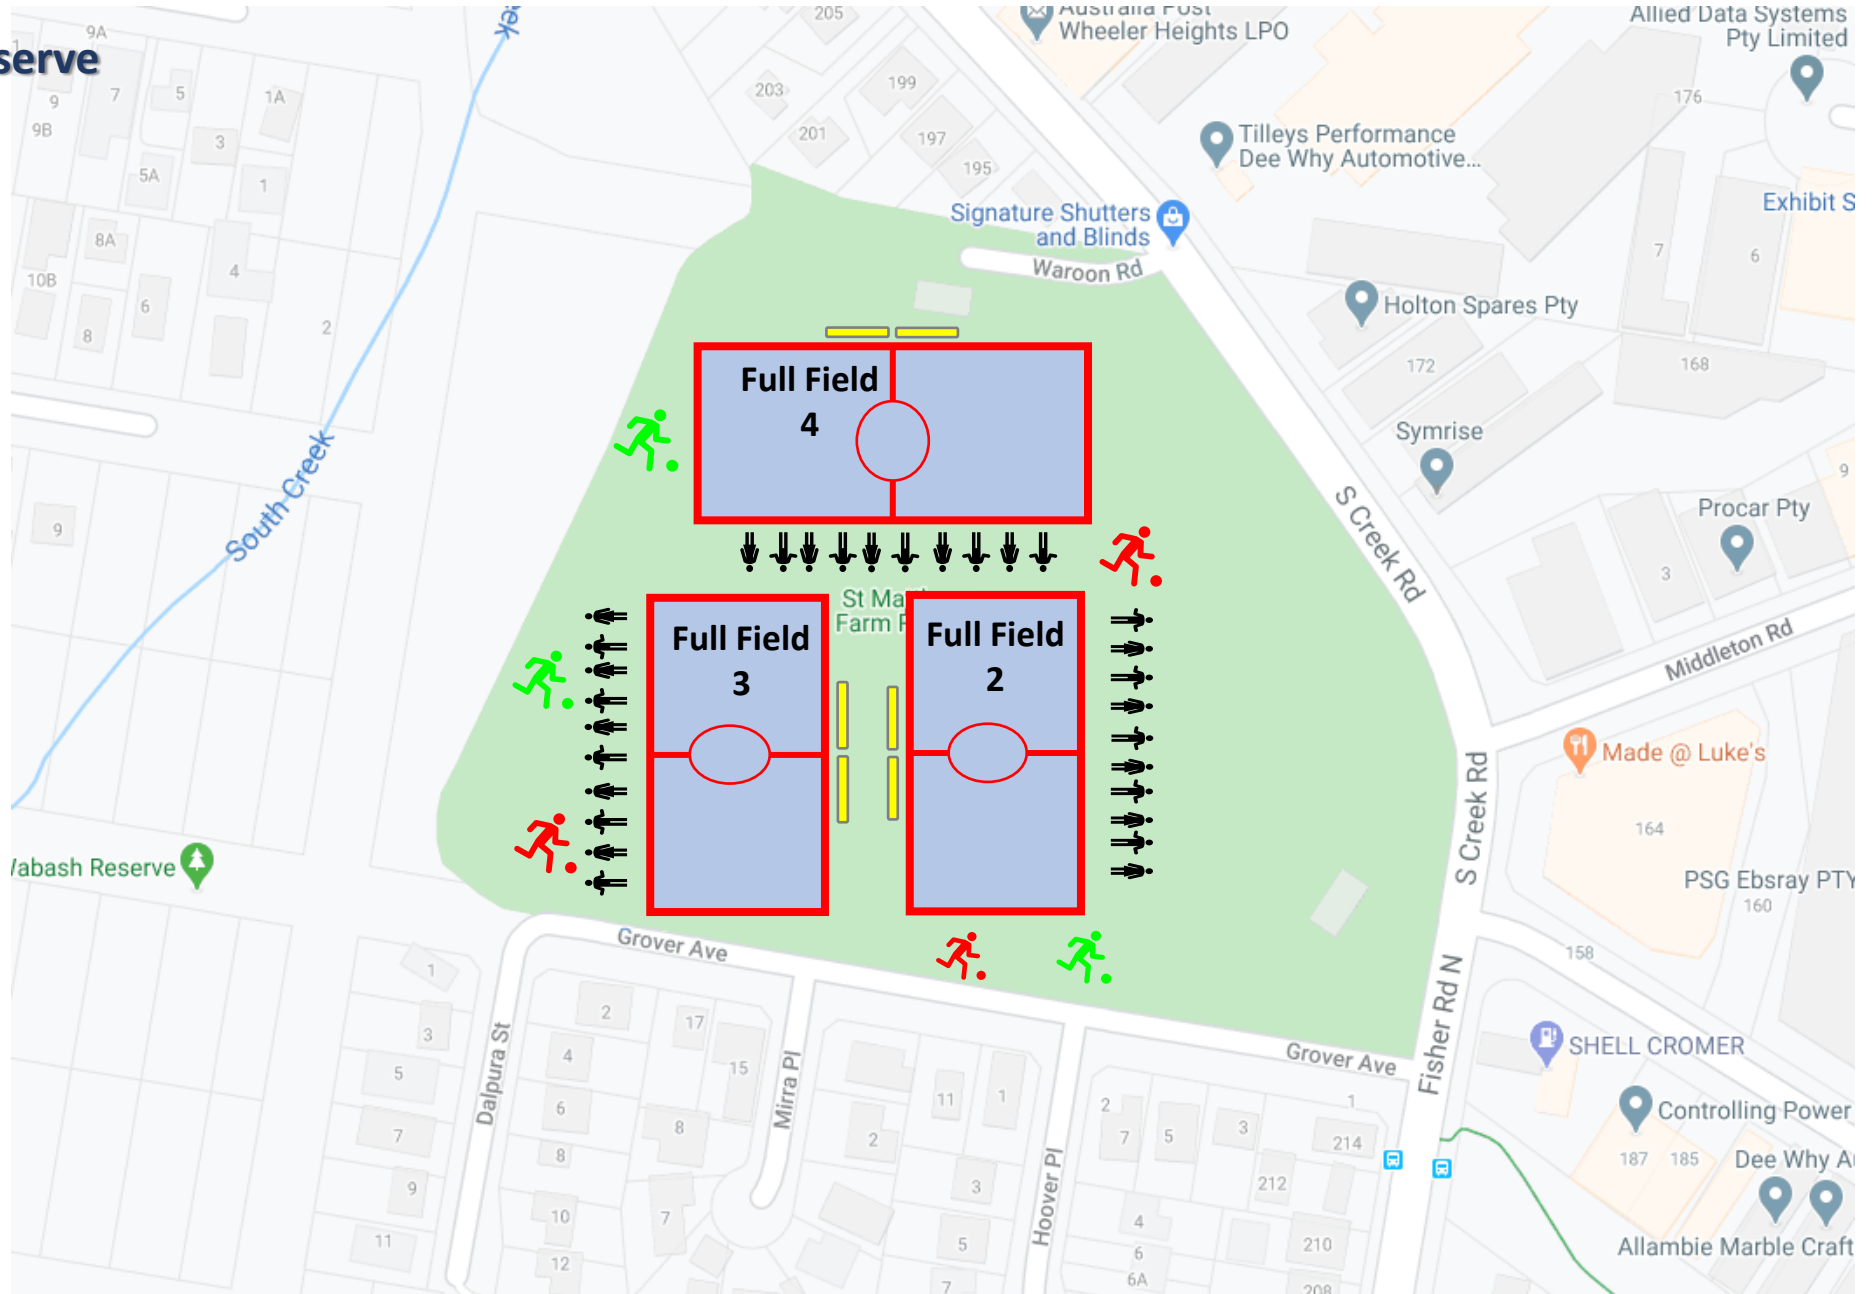 serve
Australia Post
Wheeler Heights LPO
Allied Data Systems
Pty Limited
Tilleys Performance
Dee Why Automotive...
Signature Shutters
and Blinds
Waroon Rd
Exhibit S
Holton Spares Pty
Symrise
Procar Pty
S Creek Rd
Middleton Rd
South Creek
Full Field
4
St Ma
Farm
Full Field
3
Full Field
2
Made @ Luke's
S Creek Rd
PSG Ebsray PTY
abash Reserve
Grover Ave
Grover Ave
Fisher Rd N
SHELL CROMER
Controlling Power
Dee Why A
Allambie Marble Craft
Dalpura St
Mirra Pl
Hoover Pl
9A
9
7
5
1A
9B
3
5A
1
8A
10B
4
6
8
2
9
205
203
199
201
197
195
176
7
6
172
168
9
3
164
160
158
1
3
5
7
9
11
2
17
4
15
6
8
8
10
7
12
2
11
1
3
5
7
2
7
5
3
1
214
212
4
6
6A
210
208
187
185